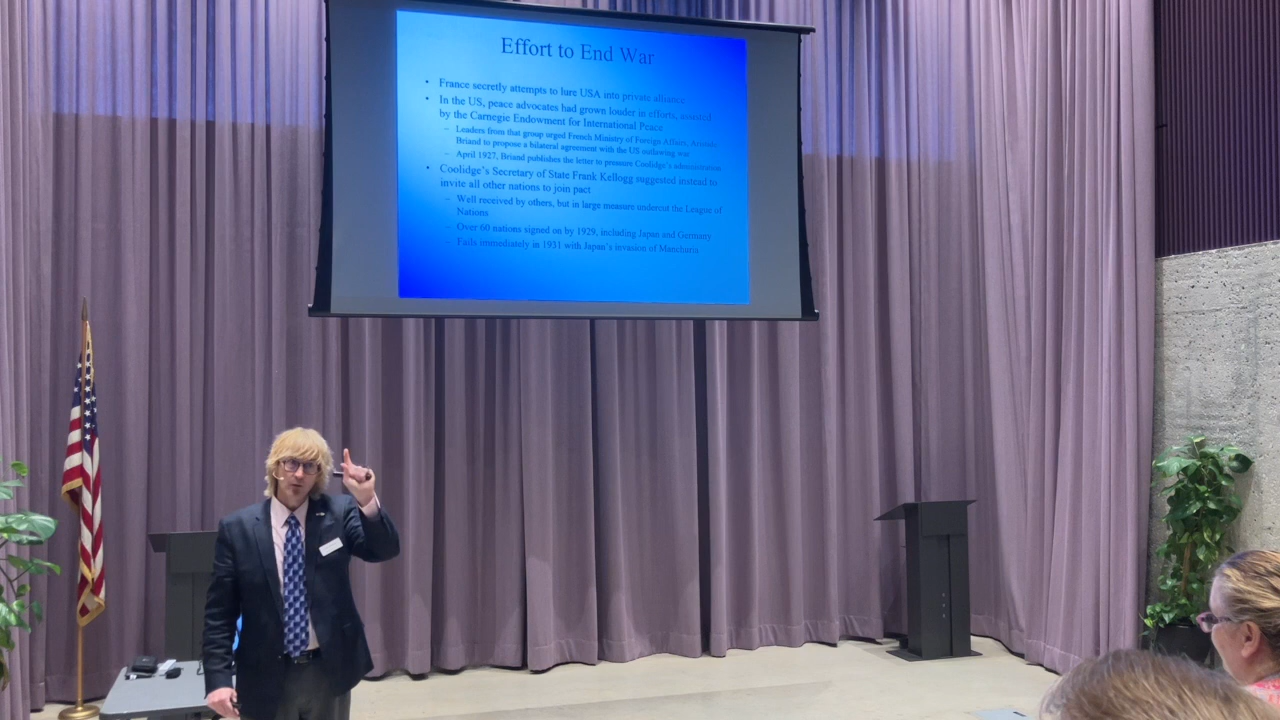 Effort to End War
• France secretly attempts to lure USA into private alliance
• In the US, peace advocates had grown louder in efforts, assisted
by the Carnegie Endowment for International Peace
– Leaders from that group urged French Ministry of Foreign Affairs, Aristide
Briand to propose a bilateral agreement with the US outlawing war
– April 1927, Briand publishes the letter to pressure Coolidge's administration
• Coolidge's Secretary of State Frank Kellogg suggested instead to
invite all other nations to join pact
– Well received by others, but in large measure undercut the League of
Nations
– Over 60 nations signed on by 1929, including Japan and Germany
– Fails immediately in 1931 with Japan's invasion of Manchuria